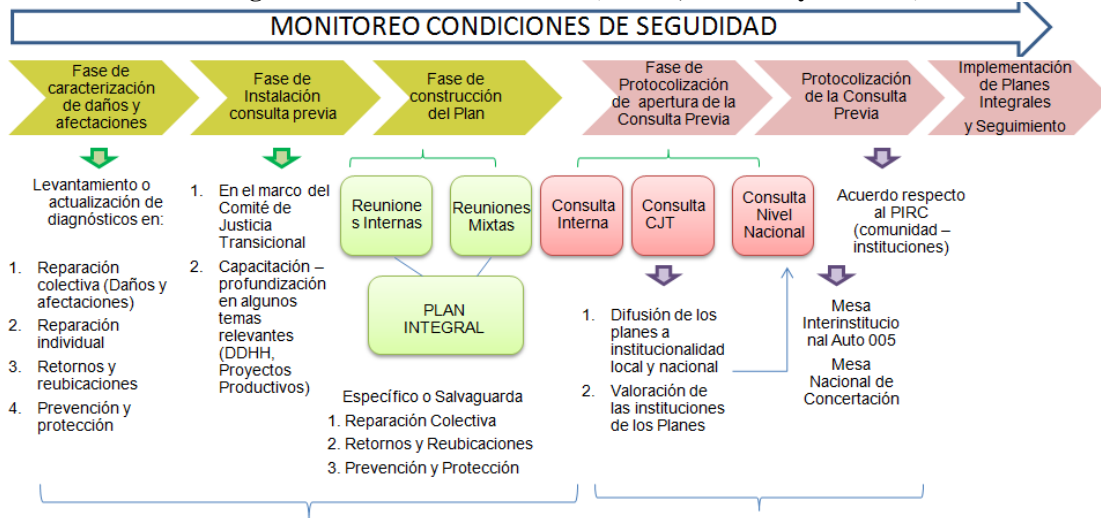 MONITOREO CONDICIONES DE SEGUDIDAD
Fase de
caracterización
de daños y
afectaciones
Fase de
Instalación
consulta previa
Fase de
construcción
del Plan
Fase de
Protocolización
de apertura de la
Consulta Previa
Protocolización
de la Consulta
Previa
Implementación
de Planes
Integrales
y Seguimiento
Levantamiento o
actualización de
diagnósticos en:
1. Reparación
colectiva (Daños y
afectaciones)
2. Reparación
individual
3. Retornos y
reubicaciones
4. Prevención y
protección
1. En el marco del
Comité de
Justicia
Transicional
2. Capacitación –
profundización
en algunos
temas
relevantes
(DDHH,
Proyectos
Productivos)
Reunione
s Internas
Reuniones
Mixtas
PLAN
INTEGRAL
Específico o Salvaguarda
1. Reparación Colectiva
2. Retornos y Reubicaciones
3. Prevención y Protección
Consulta
Interna
Consulta
CJT
Consulta
Nivel
Nacional
1. Difusión de los
planes a
institucionalidad
local y nacional
2. Valoración de
las instituciones
de los Planes
Acuerdo respecto
al PIRC
(comunidad –
instituciones)
Mesa
Interinstitucio
nal Auto 005
Mesa
Nacional de
Concertación